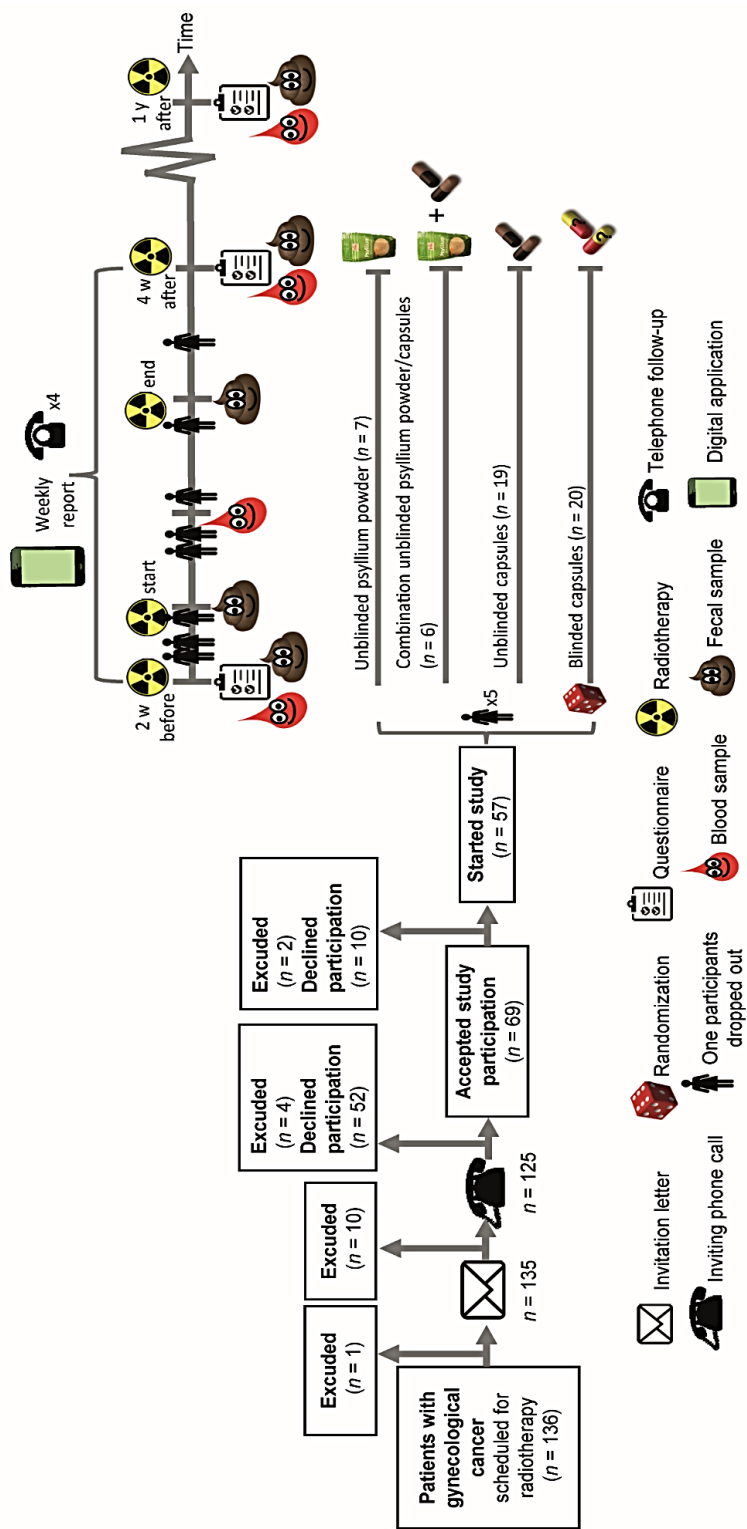 Patients with
gynecological
cancer
scheduled for
radiotherapy
(n = 136)
Excuded
(n = 1)
n = 135
Excuded
(n = 10)
n = 125
Excuded
(n = 4)
Declined
participation
(n = 52)
Accepted study
participation
(n = 69)
Excuded
(n = 2)
Declined
participation
(n = 10)
Started study
(n = 57)
x5
Unblinded psyllium powder (n = 7)
Combination unblinded psyllium powder/capsules
(n = 6)
+
Unblinded capsules (n = 19)
Blinded capsules (n = 20)
Weekly
report
x4
2 w
before
start
end
4 w
after
1 y
after
Time
Invitation letter
Randomization
Questionnaire
Radiotherapy
Telephone follow-up
Inviting phone call
One participants
dropped out
Blood sample
Fecal sample
Digital application